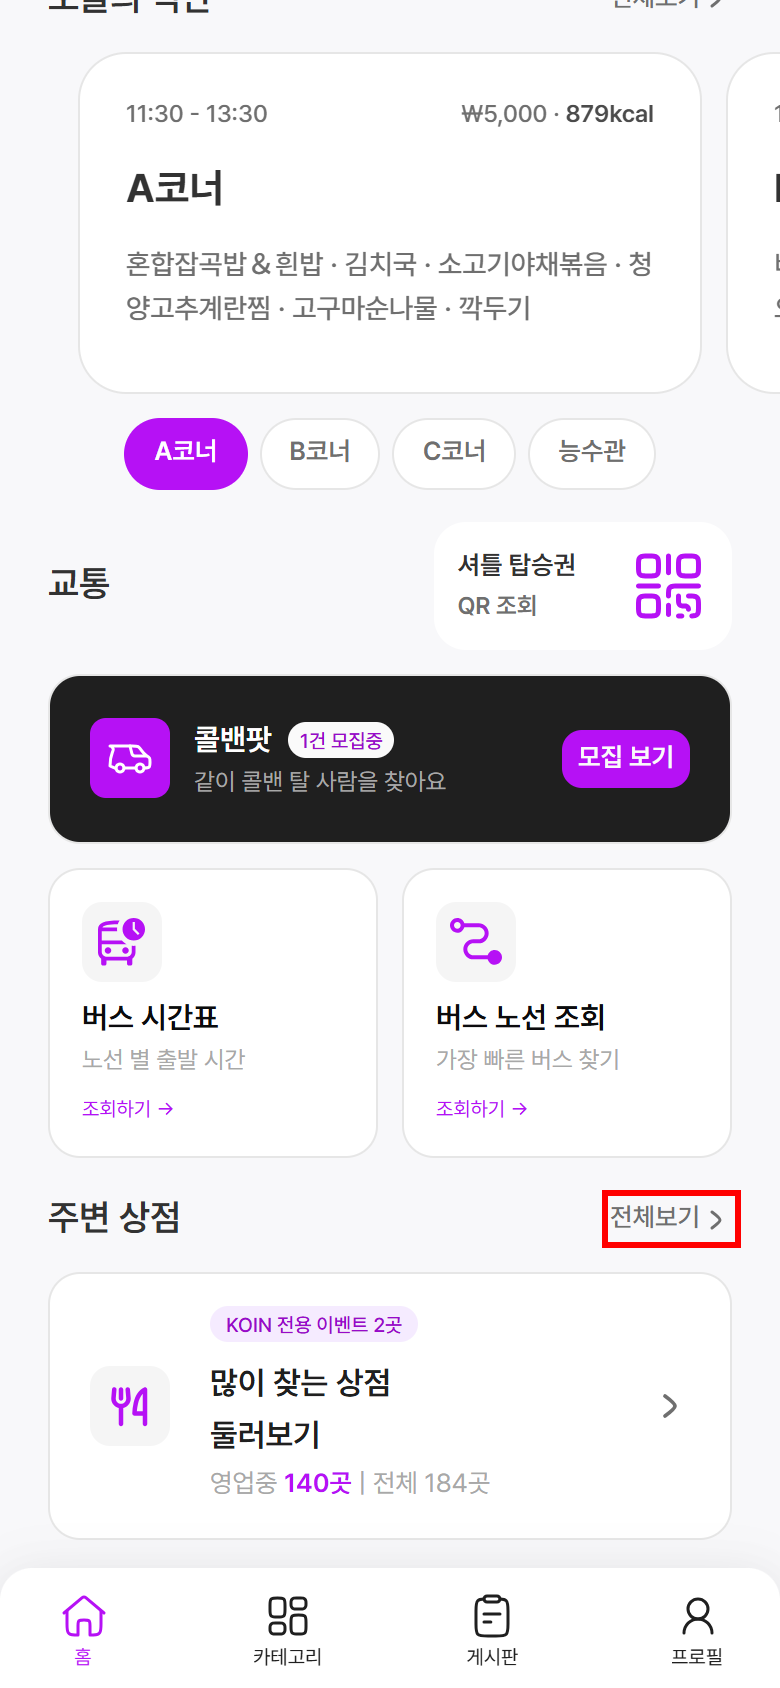 오늘의 식단
전체보기
11:30 - 13:30
₩5,000 · 879kcal
A코너
혼합잡곡밥&흰밥 · 김치국 · 소고기야채볶음 · 청
양고추계란찜 · 고구마순나물 · 깍두기
A코너
B코너
C코너
능수관
교통
셔틀 탑승권
QR 조회
콜밴팟
1건 모집중
같이 콜밴 탈 사람을 찾아요
모집 보기
버스 시간표
노선 별 출발 시간
조회하기 →
버스 노선 조회
가장 빠른 버스 찾기
조회하기 →
주변 상점
전체보기
KOIN 전용 이벤트 2곳
많이 찾는 상점
둘러보기
영업중 140곳 | 전체 184곳
홈
카테고리
게시판
프로필